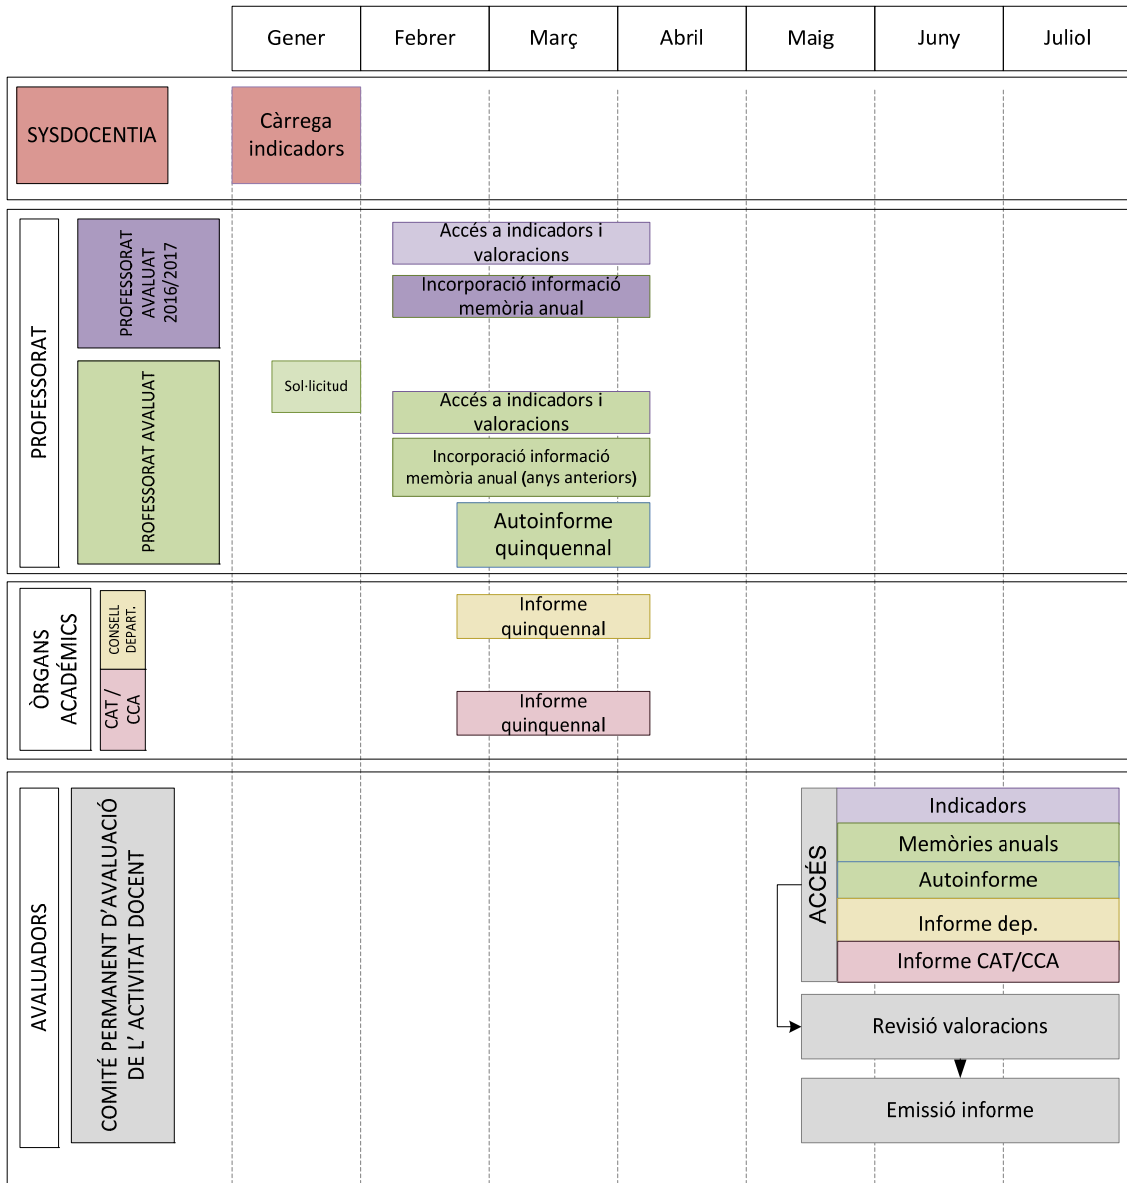 Gener
Febrer
Març
Abril
Maig
Juny
Juliol
SYSDOCENTIA
Càrrega
indicadors
PROFESSORAT
PROFESSORAT
AVALUAT
2016/2017
Accés a indicadors i
valoracions
Incorporació informació
memòria anual
PROFESSORAT AVALUAT
Sol·licitud
Accés a indicadors i
valoracions
Incorporació informació
memòria anual (anys anteriors)
Autoinforme
quinquennal
ÒRGANS
ACADÉMICS
CONSELL
DEPART.
Informe
quinquennal
CAT /
CCA
Informe
quinquennal
AVALUADORS
COMITÉ PERMANENT D'AVALUACIÓ
DE L' ACTIVITAT DOCENT
ACCÉS
Indicadors
Memòries anuals
Autoinforme
Informe dep.
Informe CAT/CCA
Revisió valoracions
Emissió informe